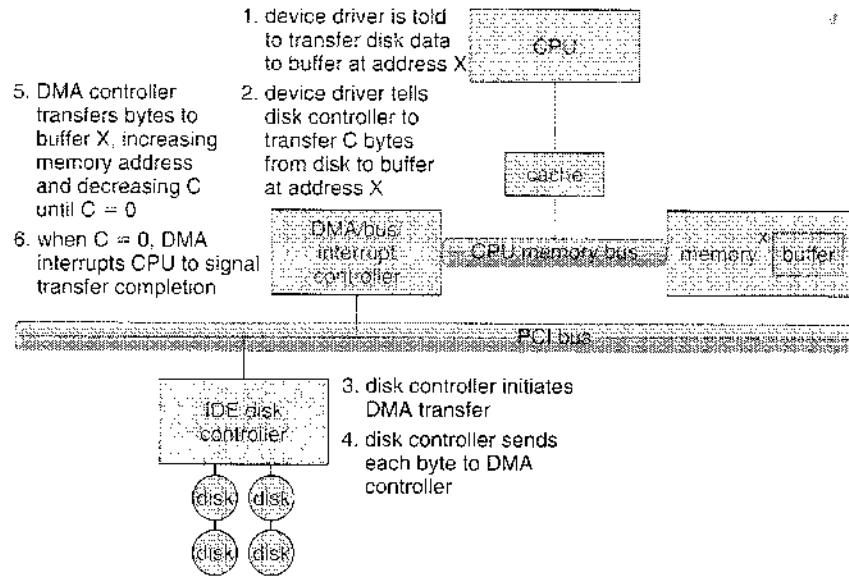 1. device driver is told
to transfer disk data
to buffer at address X
CPU
5. DMA controller
transfers bytes to
buffer X, increasing
memory address
and decreasing C
until C = 0
2. device driver tells
disk controller to
transfer C bytes
from disk to buffer
at address X
cache
6. when C = 0, DMA
interrupts CPU to signal
transfer completion
DMA/bus/
interrupt
controller
CPU memory bus
memory
X
buffer
PCI bus
IDE disk
controller
3. disk controller initiates
DMA transfer
4. disk controller sends
each byte to DMA
controller
disk
disk
disk
disk